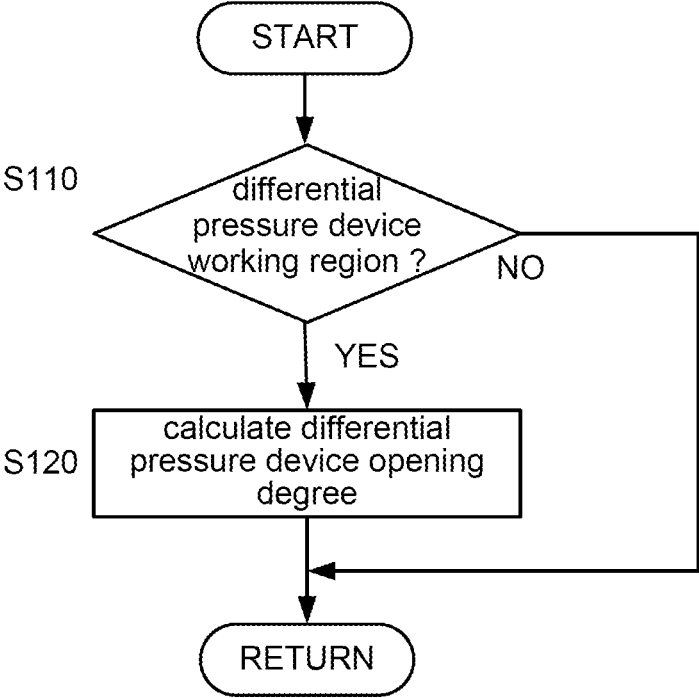 START
S110
differential
pressure device
working region ?
NO
YES
S120
calculate differential
pressure device opening
degree
RETURN